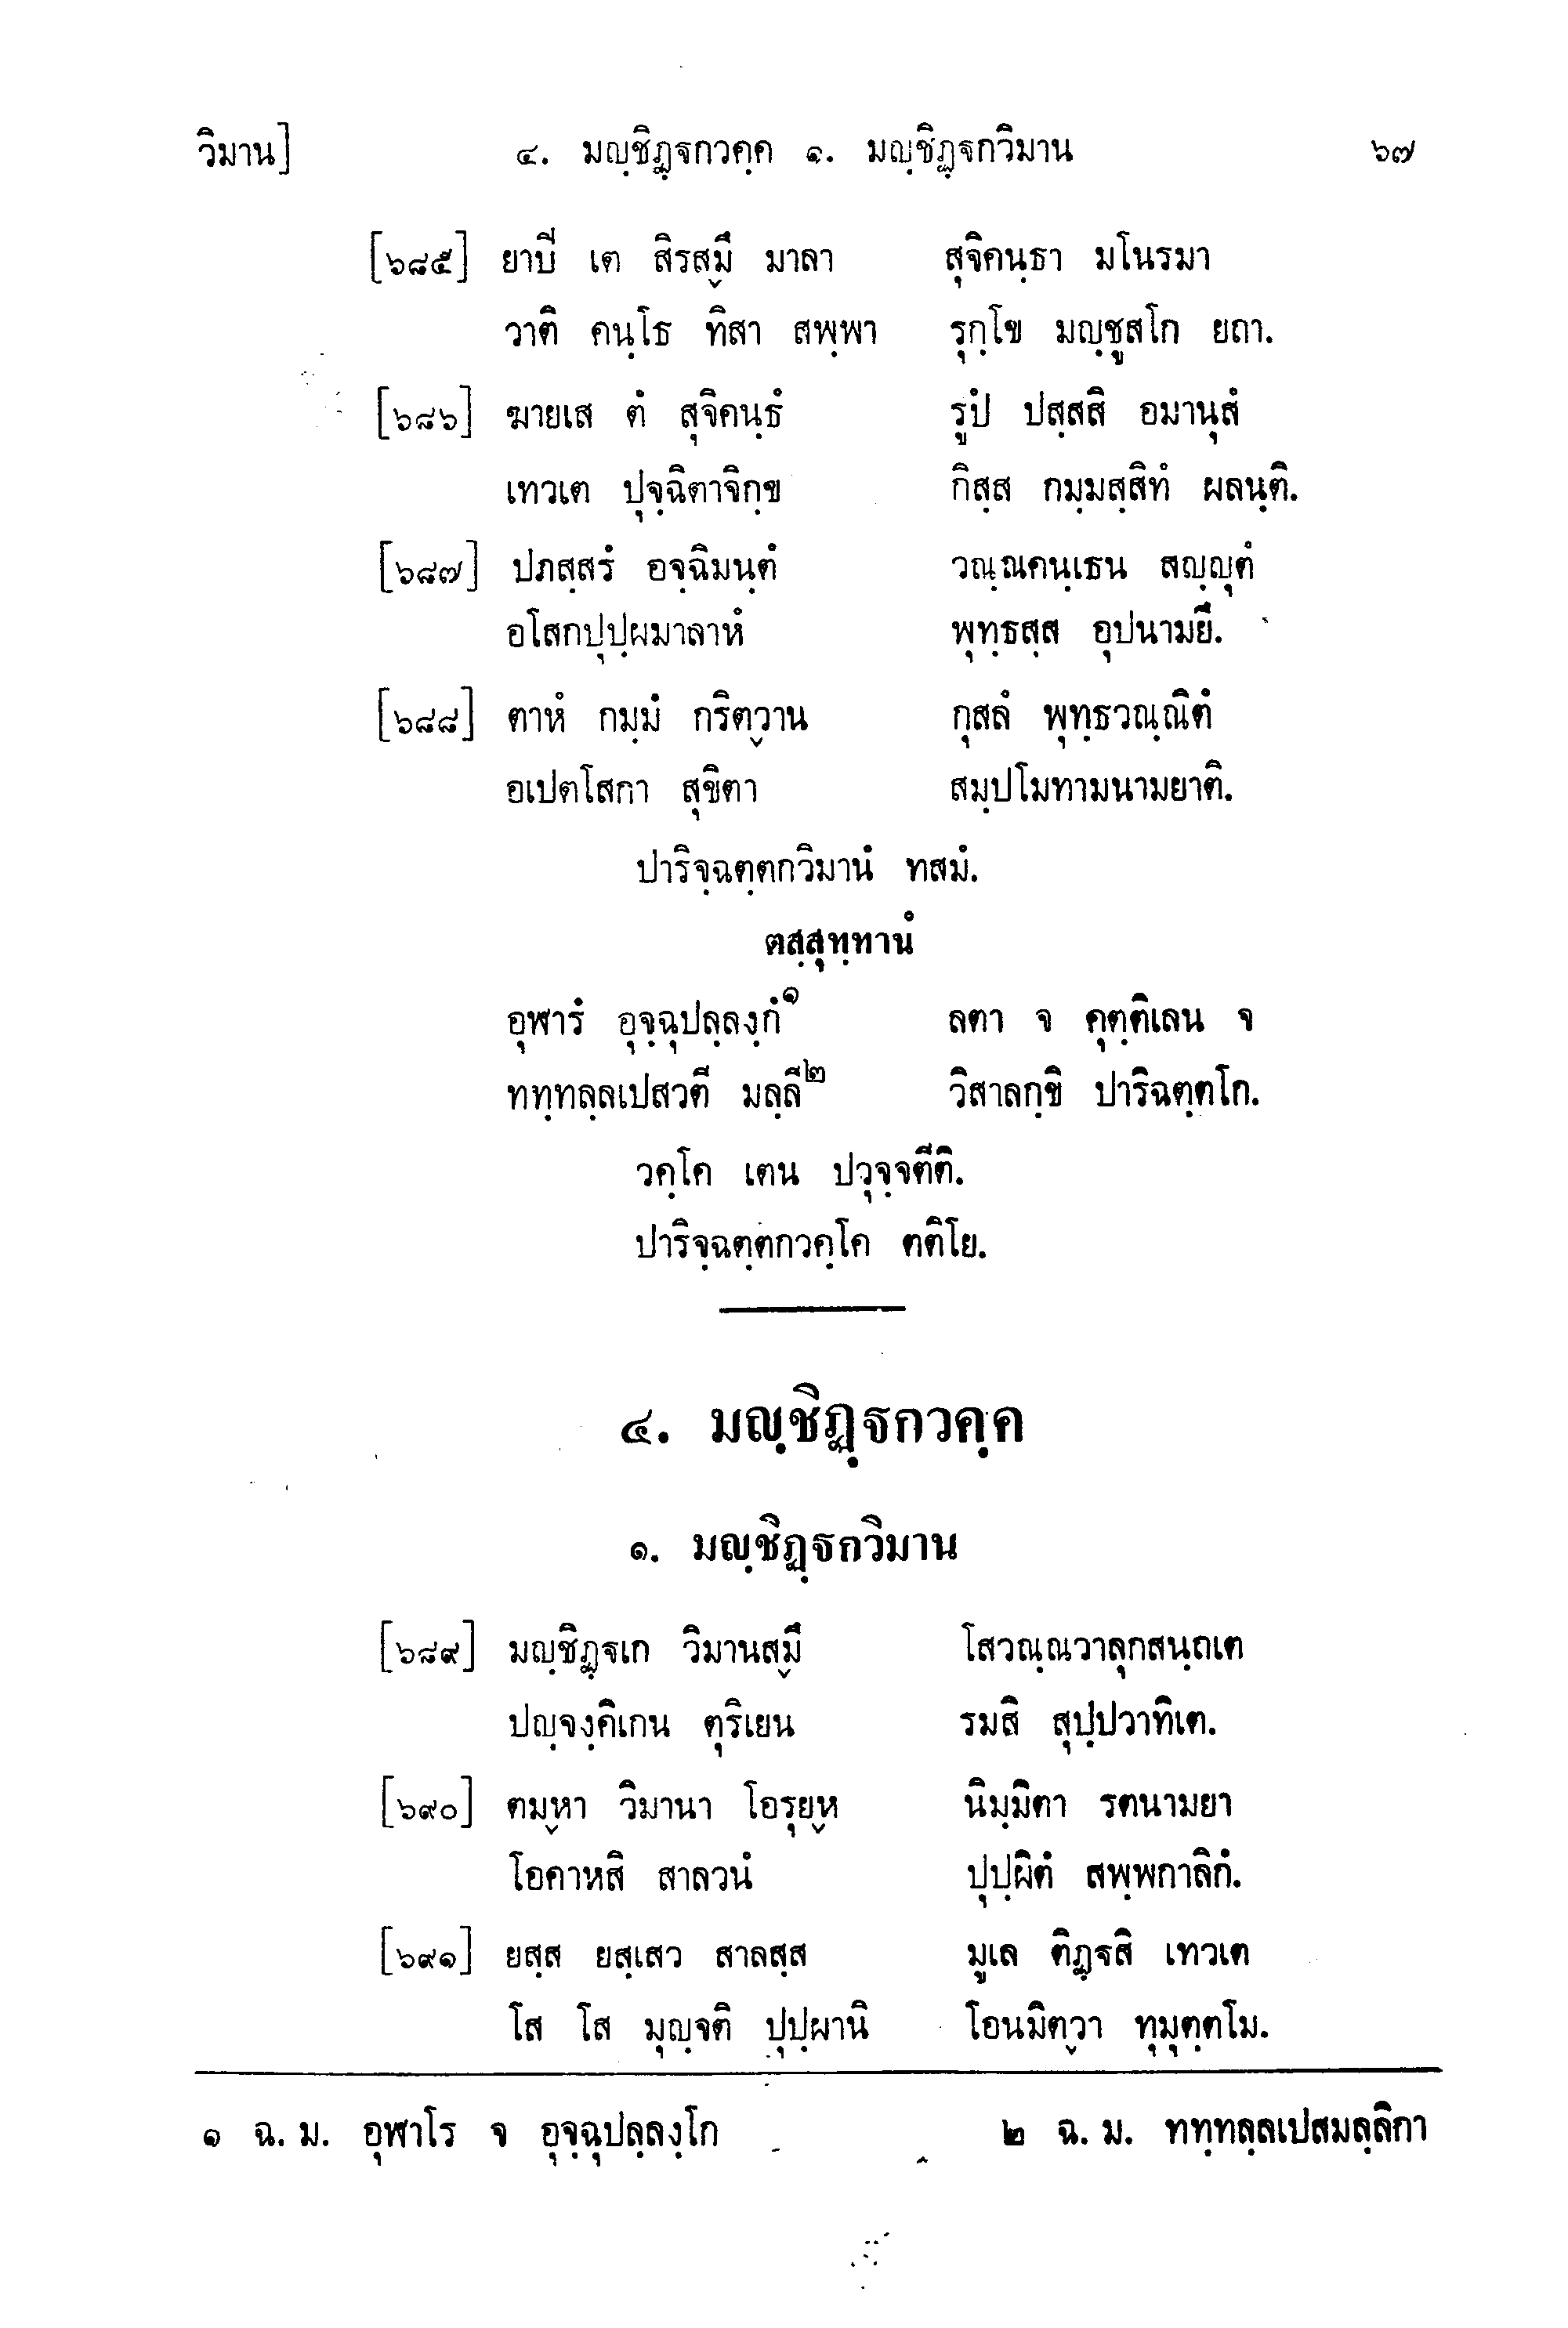 วิมาน] ๔. มญฺชิฏฺฐกวคฺค ๑. มญฺชิฏฺฐกวิมาน ๖๗
[๖๘๕] ยาปิ เต สิรสฺมึ มาลา สุจิคนฺธา มโนรมา
วาติ คนฺโธ ทิสา สพฺพา รุกฺโข มญฺชูสโก ยถา.
[๖๘๖] ฆายเส ตํ สุจิคนฺธํ รูปํ ปสฺสสิ อมานุสํ
เทวเต ปุจฺฉิตาจิกฺข กิสฺส กมฺมสฺสิทํ ผลนฺติ.
[๖๘๗] ปภสฺสรํ อจฺฉิมนฺตํ วณฺณคนฺเธน สญฺญุตํ
อโสกปุปฺผมาลาหํ พุทฺธสฺส อุปนามยึ.
[๖๘๘] ตาหํ กมฺมํ กริตฺวาน กุสลํ พุทฺธวณฺณิตํ
อเปตโสกา สุขิตา สมฺปโมทามนามยาติ.
ปาริจฺฉตฺตกวิมานํ ทสมํ.
ตสฺสุทฺทานํ
อุฬารํ อุจฺฉุปลฺลงฺกํ๑ ลตา จ คุตฺติเลน จ
ททฺทลฺลเปสวตี มลฺลี๒ วิสาลกฺขิ ปาริฉตฺตโก.
วคฺโค เตน ปวุจฺจตีติ.
ปาริจฺฉตฺตกวคฺโค ตติโย.
๔. มญฺชิฏฺฐกวคฺค
๑. มญฺชิฏฺฐกวิมาน
[๖๘๙] มญฺชิฏฺฐเก วิมานสฺมึ โสวณฺณวาลุกสนฺถเต
ปญฺจงฺคิเกน ตุริเยน รมสิ สุปฺปวาทิเต.
[๖๙๐] ตมฺหา วิมานา โอรุยฺห นิมฺมิตา รตนามยา
โอคาหสิ สาลวนํ ปุปฺผิตํ สพฺพกาลิกํ.
[๖๙๑] ยสฺส ยสฺเสว สาลสฺส มูเล ติฏฺฐสิ เทวเต
โส โส มุญฺจติ ปุปฺผานิ โอนมิตฺวา ทุมุตฺตโม.
๑ ฉ. ม. อุฬาโร จ อุจฺฉุปลฺลงฺโก ๒ ฉ. ม. ททฺทลฺลเปสมลฺลิกา